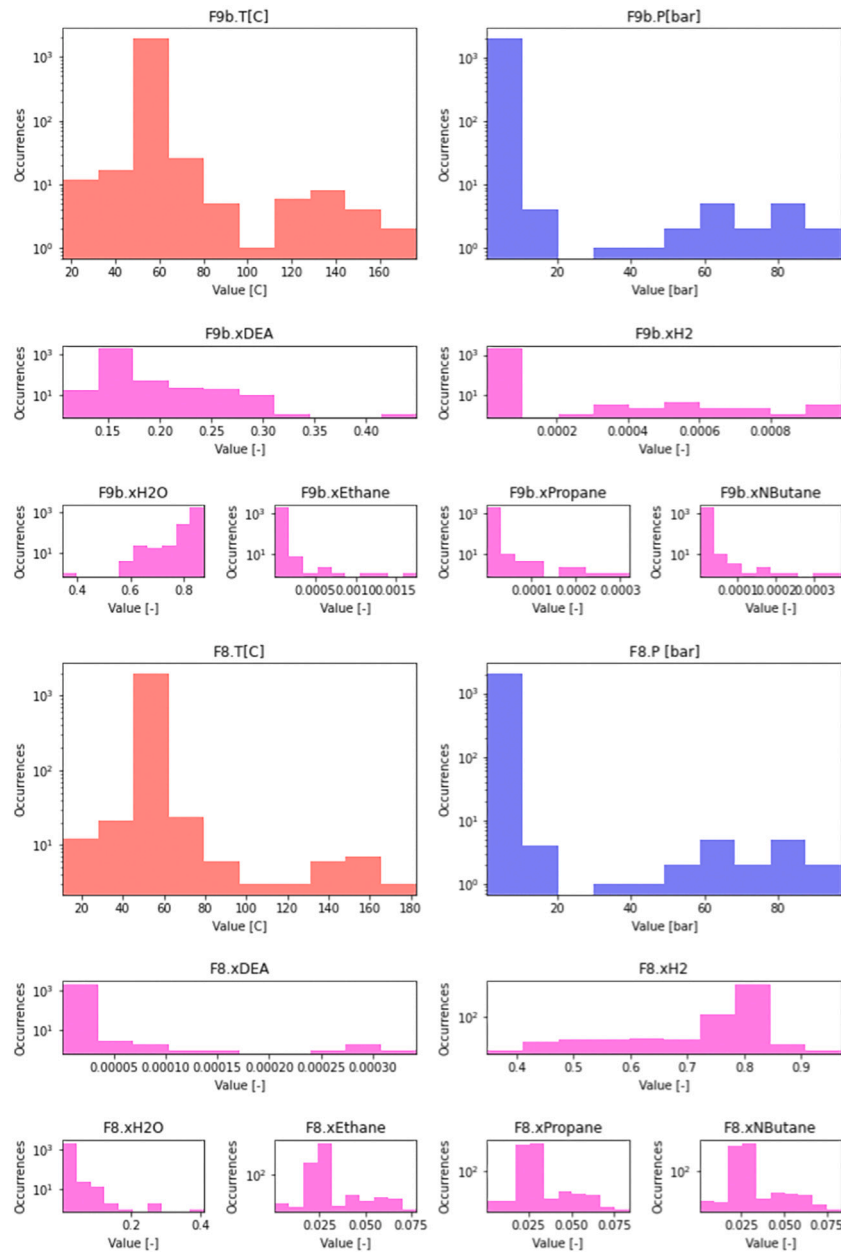 F9b.T[C]
Occurrences
10³
10²
10¹
10⁰
20 40 60 80 100 120 140 160
Value [C]
F9b.P[bar]
Occurrences
10³
10²
10¹
10⁰
20 40 60 80
Value [bar]
F9b.xDEA
Occurrences
10³
10¹
0.15 0.20 0.25 0.30 0.35 0.40
Value [-]
F9b.xH2
Occurrences
10³
10¹
0.0002 0.0004 0.0006 0.0008
Value [-]
F9b.xH2O
Occurrences
10³
10¹
0.4 0.6 0.8
Value [-]
F9b.xEthane
Occurrences
10³
10¹
0.0005 0.0010 0.0015
Value [-]
F9b.xPropane
Occurrences
10³
10¹
0.0001 0.0002 0.0003
Value [-]
F9b.xNButane
Occurrences
10³
10¹
0.0001 0.0002 0.0003
Value [-]
F8.T[C]
Occurrences
10³
10²
10¹
20 40 60 80 100 120 140 160 180
Value [C]
F8.P [bar]
Occurrences
10³
10²
10¹
10⁰
20 40 60 80
Value [bar]
F8.xDEA
Occurrences
10³
10¹
0.00005 0.00010 0.00015 0.00020 0.00025 0.00030
Value [-]
F8.xH2
Occurrences
10²
0.4 0.5 0.6 0.7 0.8 0.9
Value [-]
F8.xH2O
Occurrences
10³
10¹
0.2 0.4
Value [-]
F8.xEthane
Occurrences
10²
0.025 0.050 0.075
Value [-]
F8.xPropane
Occurrences
10²
0.025 0.050 0.075
Value [-]
F8.xNButane
Occurrences
10²
0.025 0.050 0.075
Value [-]